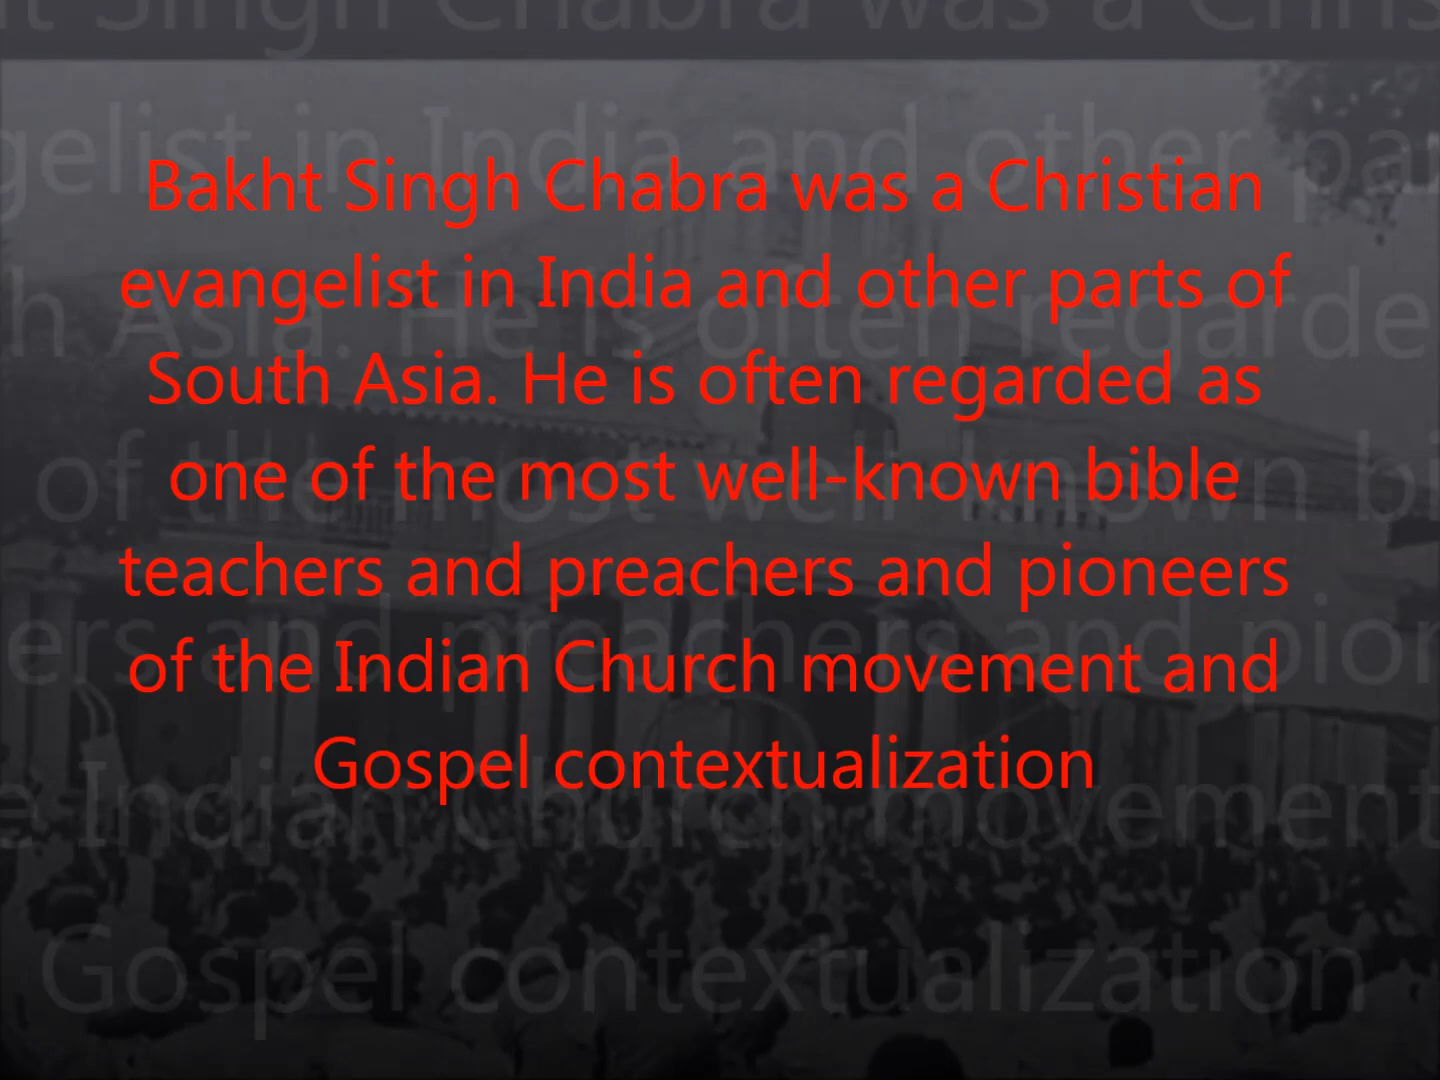 Bakht Singh Chabra was a Christian
evangelist in India and other parts of
South Asia. He is often regarded as
one of the most well-known bible
teachers and preachers and pioneers
of the Indian Church movement and
Gospel contextualization